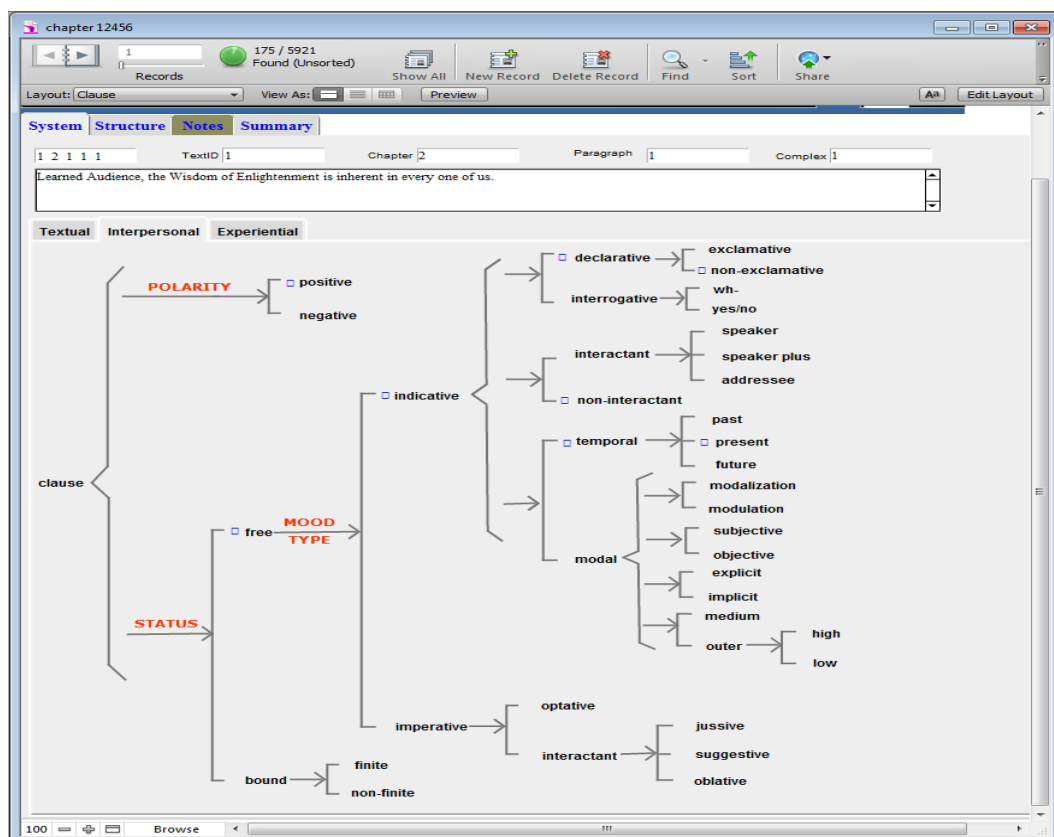 chapter 12456
1
175 / 5921
Found (Unsorted)
Records
Show All
New Record
Delete Record
Find
Sort
Share
Layout: Clause
View As:
Preview
Aa
Edit Layout
System
Structure
Notes
Summary
1 2 1 1 1
TextID 1
Chapter 2
Paragraph 1
Complex 1
Learned Audience, the Wisdom of Enlightenment is inherent in every one of us.
Textual
Interpersonal
Experiential
clause
POLARITY
positive
negative
STATUS
free
MOOD
TYPE
indicative
declarative
exclamative
non-exclamative
interrogative
wh-
yes/no
interactant
speaker
speaker plus
addressee
non-interactant
temporal
past
present
future
modal
modalization
modulation
subjective
objective
explicit
implicit
medium
outer
high
low
imperative
optative
interactant
jussive
suggestive
oblative
bound
finite
non-finite
100
Browse